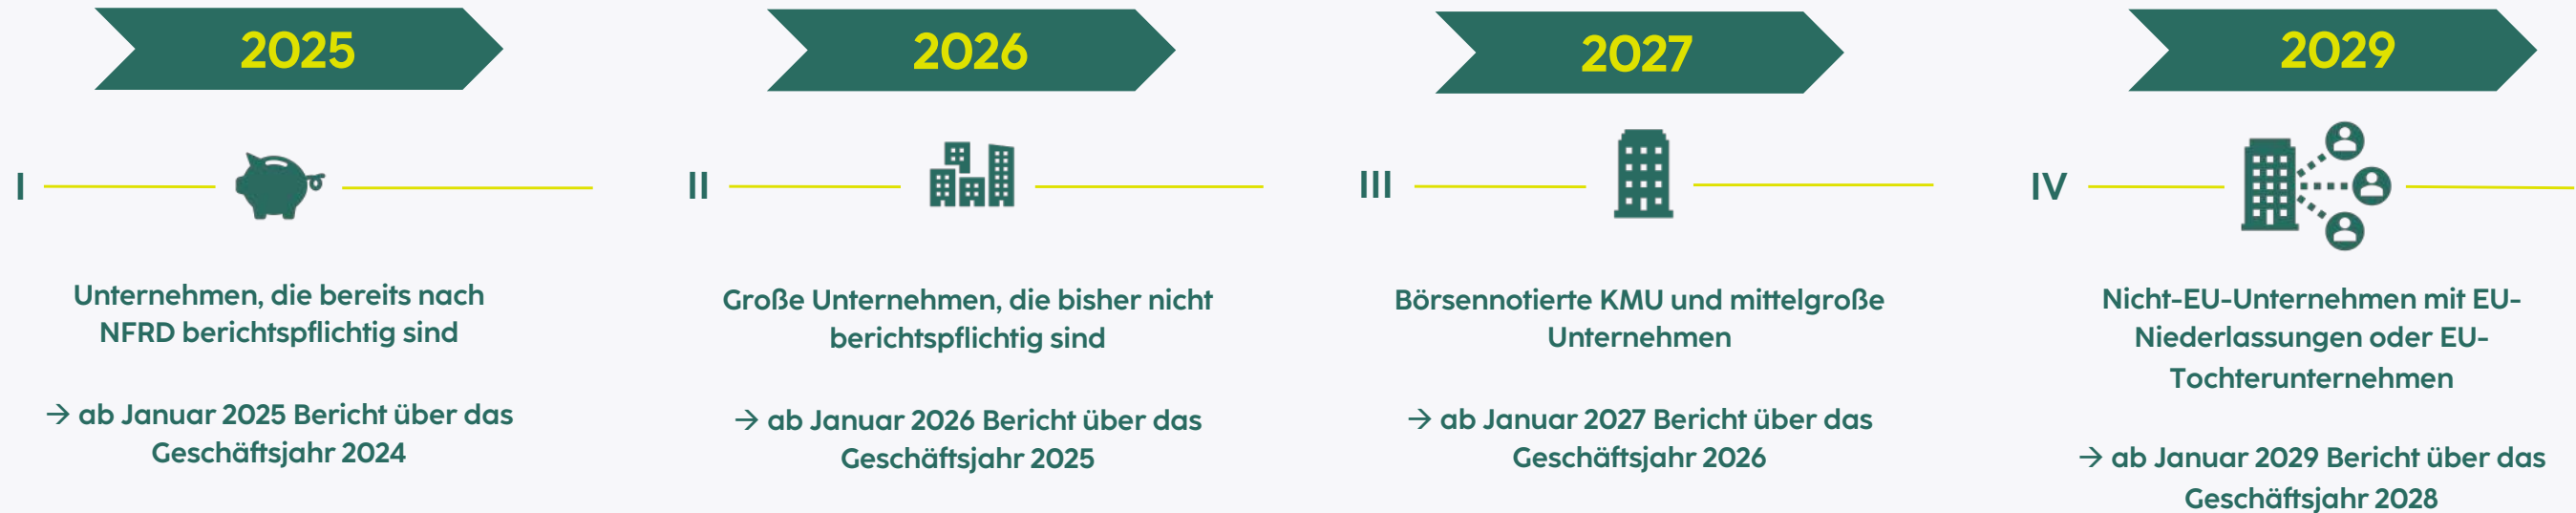 2025
I
Unternehmen, die bereits nach
NFRD berichtspflichtig sind
→ ab Januar 2025 Bericht über das
Geschäftsjahr 2024
2026
II
Große Unternehmen, die bisher nicht
berichtspflichtig sind
→ ab Januar 2026 Bericht über das
Geschäftsjahr 2025
2027
III
Börsennotierte KMU und mittelgroße
Unternehmen
→ ab Januar 2027 Bericht über das
Geschäftsjahr 2026
2029
IV
Nicht-EU-Unternehmen mit EU-
Niederlassungen oder EU-
Tochterunternehmen
→ ab Januar 2029 Bericht über das
Geschäftsjahr 2028